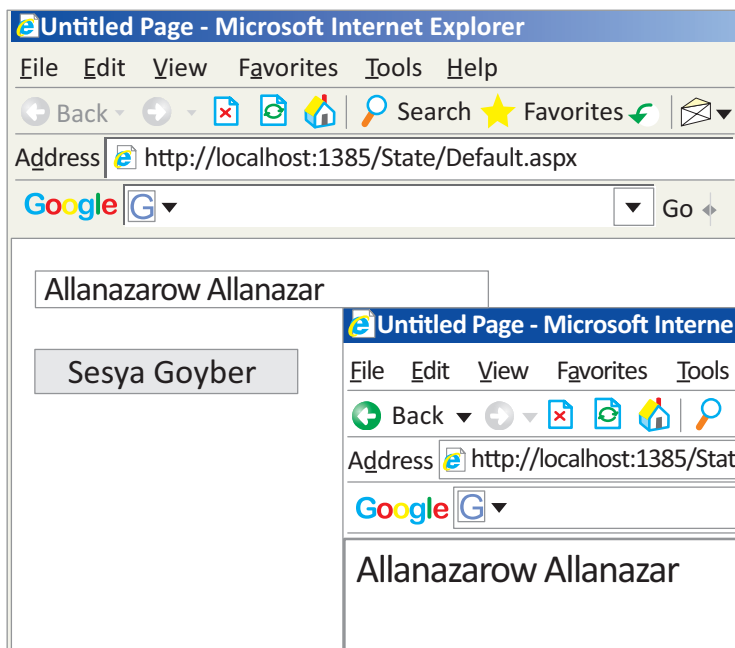 Untitled Page - Microsoft Internet Explorer
File Edit View Favorites Tools Help
Back Search Favorites
Address http://localhost:1385/State/Default.aspx
Google G Go
Allanazarow Allanazar
Sesya Goyber
Untitled Page - Microsoft Interne
File Edit View Favorites Tools
Back
Address http://localhost:1385/Stat
Google G
Allanazarow Allanazar